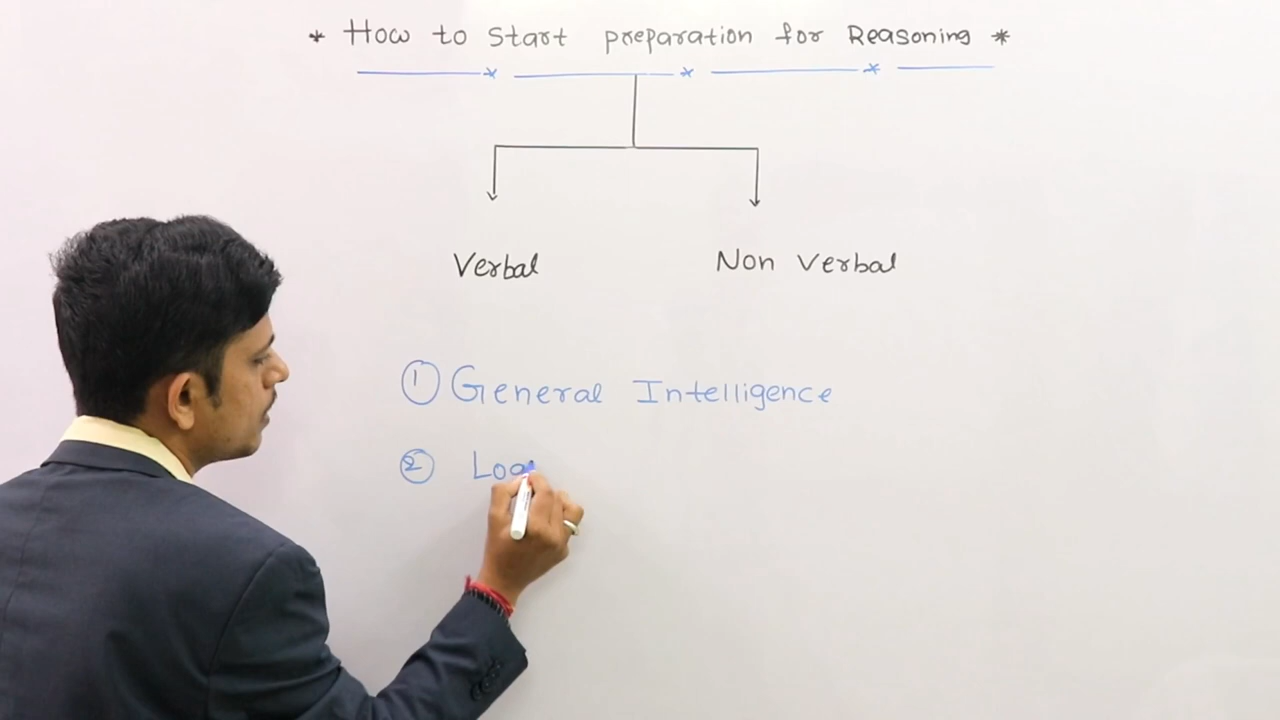 * How to Start preparation for Reasoning *
Verbal Non Verbal
① General Intelligence
②